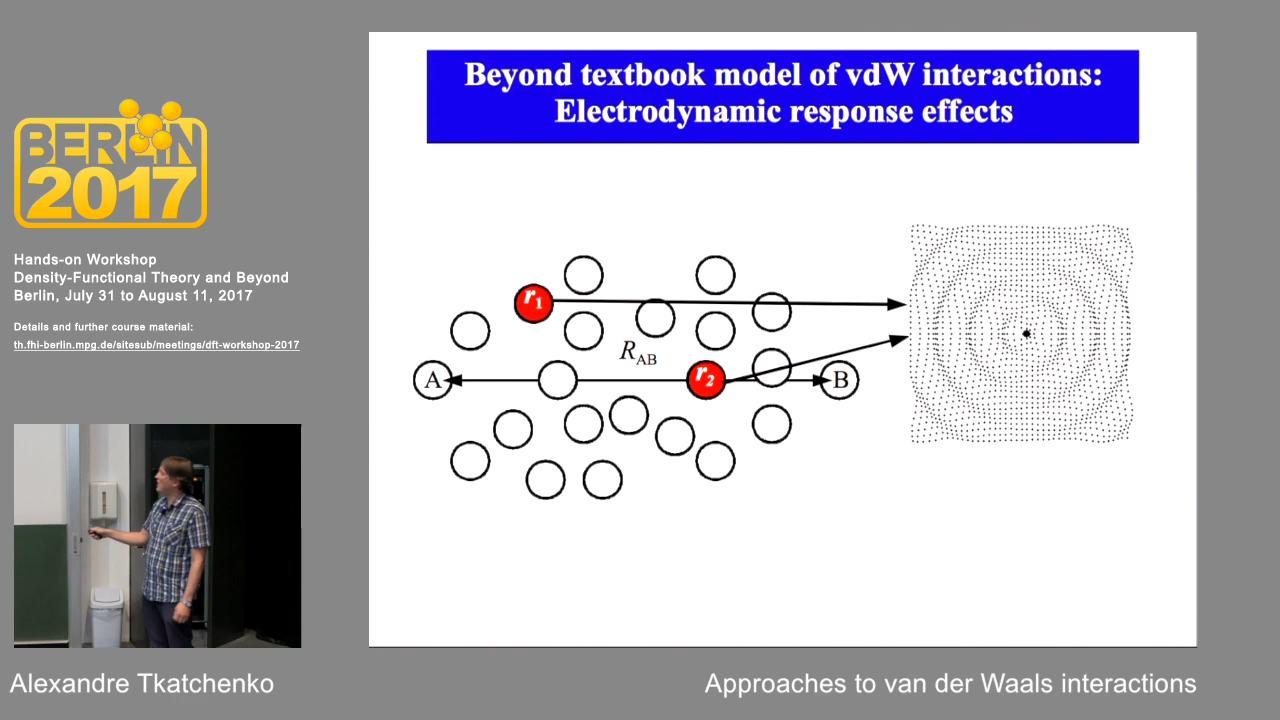 BERLIN
2017
Hands-on Workshop
Density-Functional Theory and Beyond
Berlin, July 31 to August 11, 2017
Details and further course material:
th.fhi-berlin.mpg.de/sitesub/meetings/dft-workshop-2017
Beyond textbook model of vdW interactions:
Electrodynamic response effects
r1
RAB
A
r2
B
Alexandre Tkatchenko
Approaches to van der Waals interactions